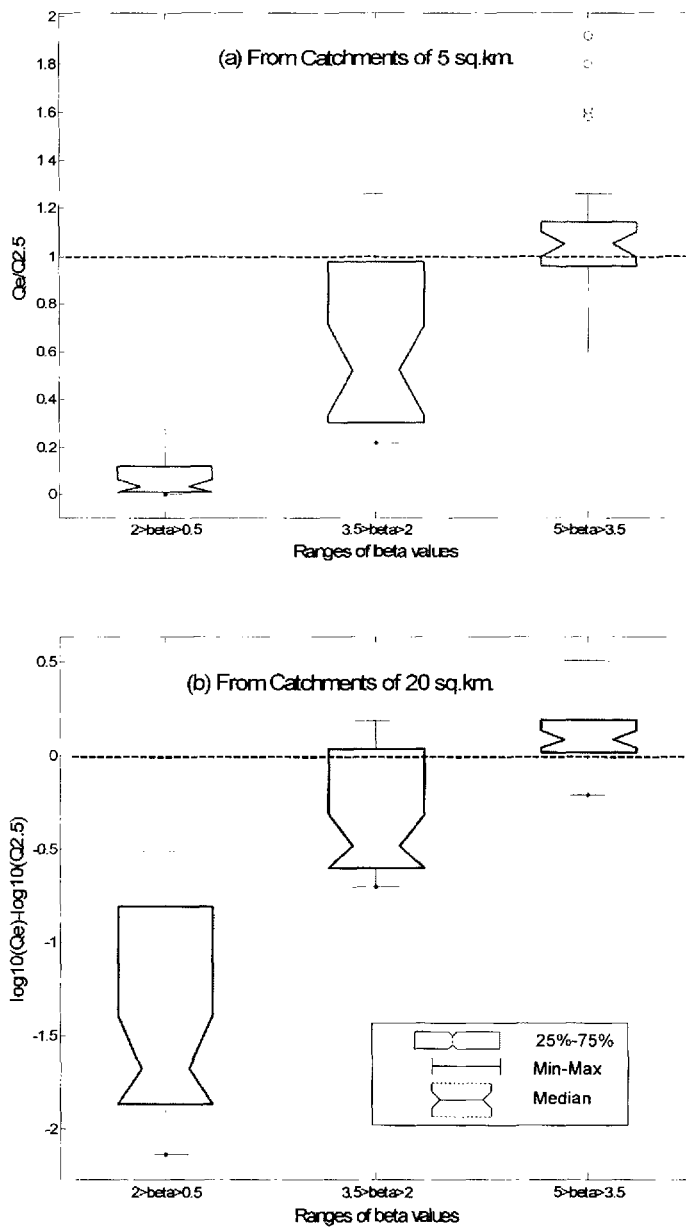 2
(a) From Catchments of 5 sq.km.
1.8
1.6
1.4
1.2
1
0.8
0.6
0.4
0.2
0
Qe/Q2.5
2>beta>0.5 3.5>beta>2 5>beta>3.5
Ranges of beta values
0.5
(b) From Catchments of 20 sq.km.
0
-0.5
-1
-1.5
-2
log10(Qe)-log10(Q2.5)
25%-75%
Min-Max
Median
2>beta>0.5 3.5>beta>2 5>beta>3.5
Ranges of beta values